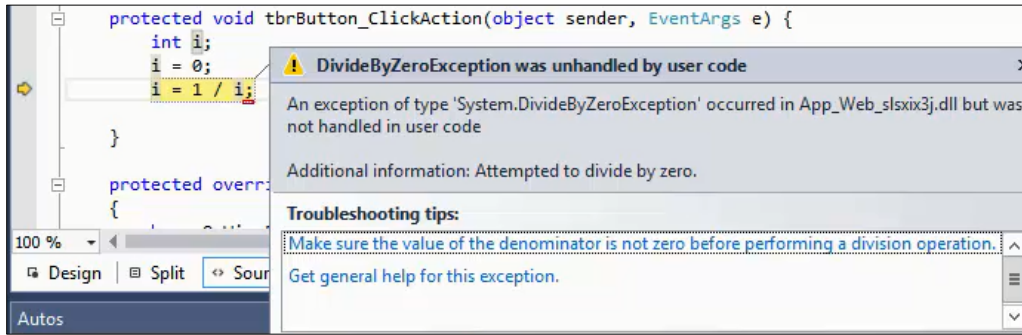 protected void tbrButton_ClickAction(object sender, EventArgs e) {
int i;
i = 0;
i = 1 / i;
}
protected overri
{
DivideByZeroException was unhandled by user code
An exception of type 'System.DivideByZeroException' occurred in App_Web_slsxix3j.dll but was
not handled in user code
Additional information: Attempted to divide by zero.
Troubleshooting tips:
Make sure the value of the denominator is not zero before performing a division operation.
Get general help for this exception.
100 %
Design Split Sour
Autos